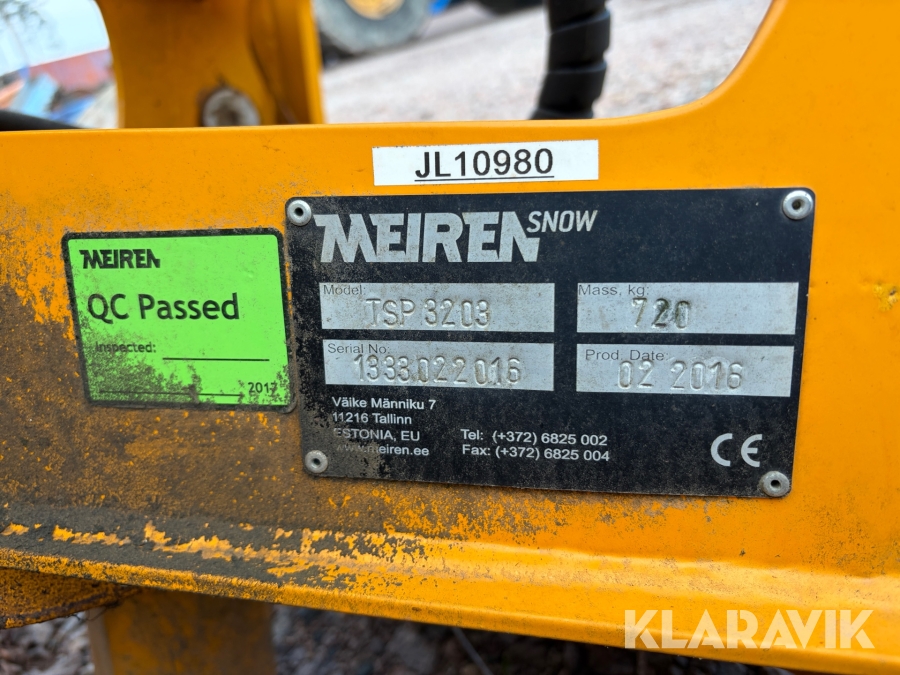 JL10980
MEIREN SNOW
Model: TSP 3203
Mass, kg: 720
Serial No. 1333022016
Prod. Date: 02 2016
Väike Männiku 7
11216 Tallinn
ESTONIA, EU
www.meiren.ee
Tel: (+372) 6825 002
Fax: (+372) 6825 004
CE
MEIREN
QC Passed
Inspected:
2017
KLARAVIK